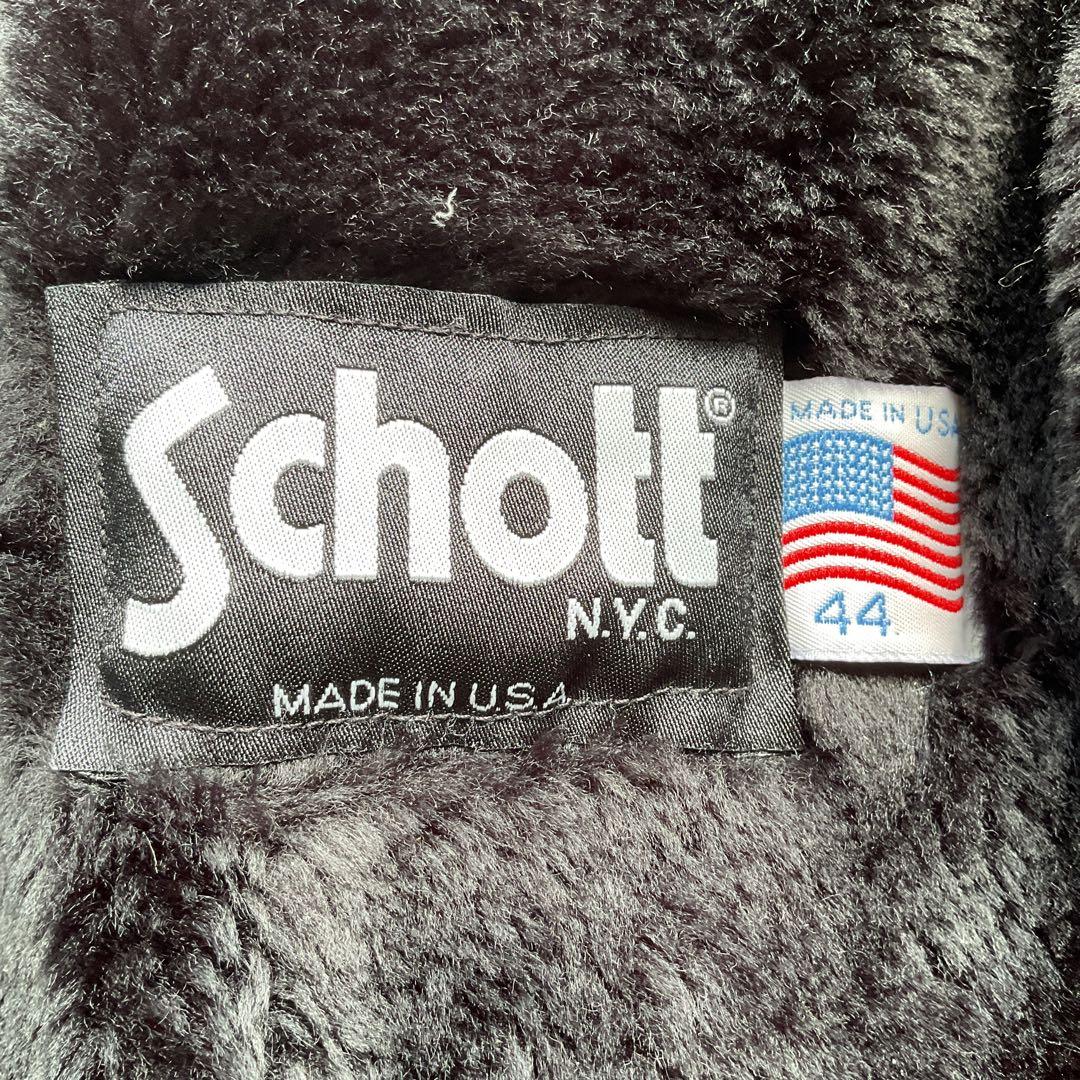 Schott®
N.Y.C.
MADE IN U.S.A.
MADE IN USA
44